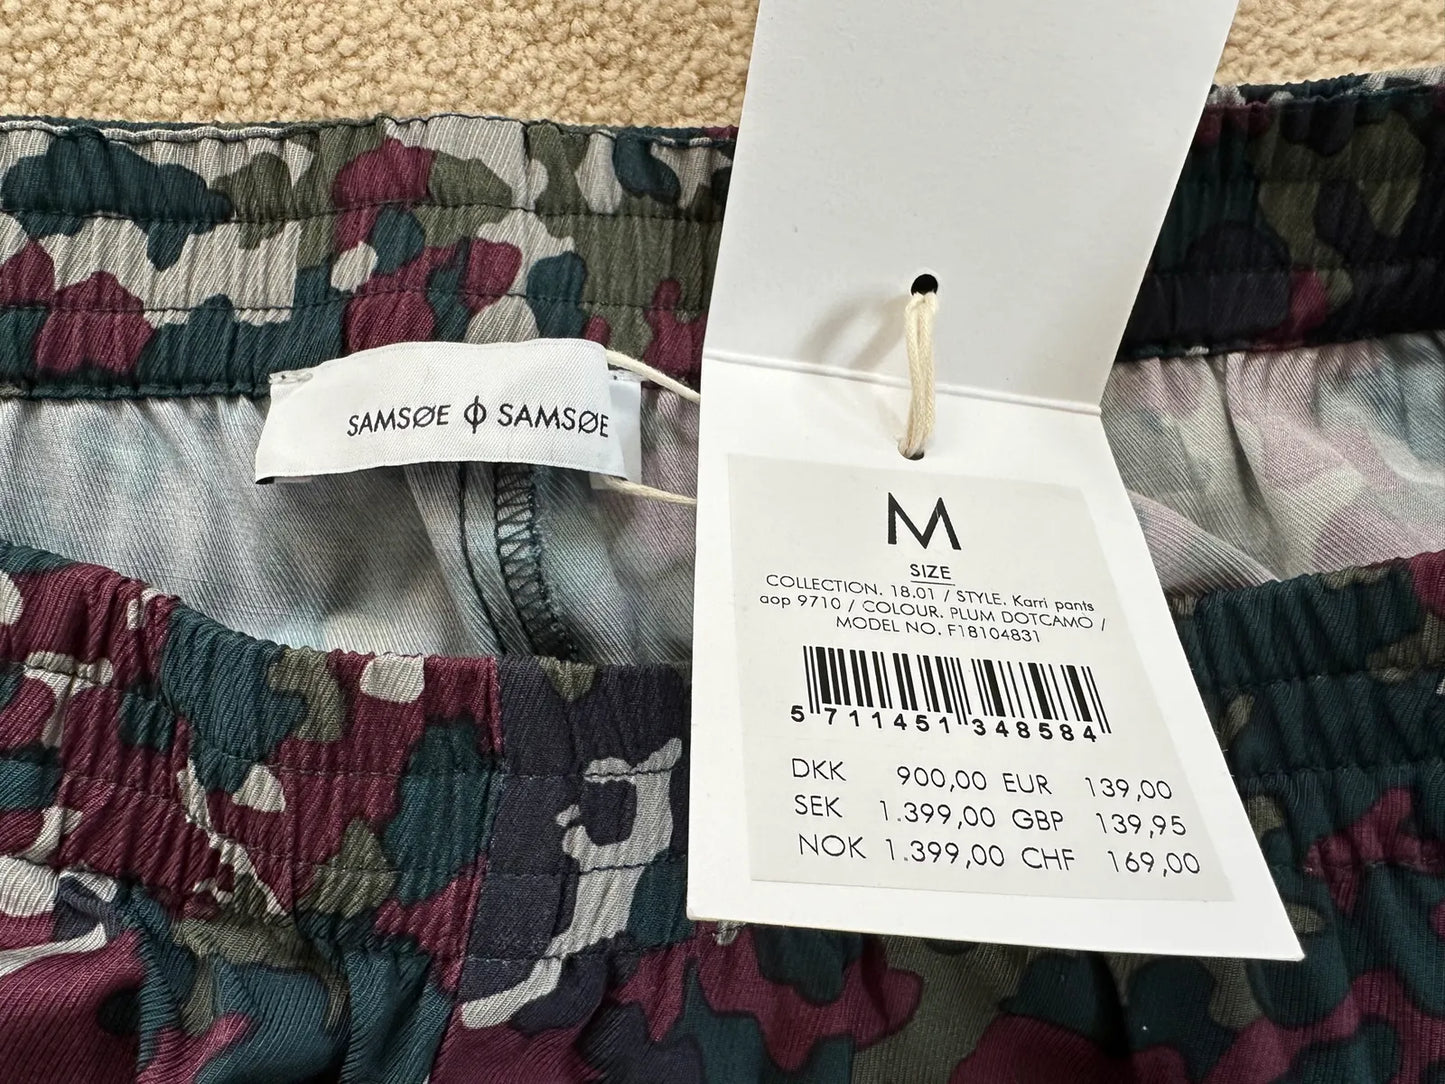 SAMSØE Φ SAMSØE
M
SIZE
COLLECTION. 18.01 / STYLE. Karri pants
aop 9710 / COLOUR. PLUM DOTCAMO /
MODEL NO. F18104831
5 711451 348584
DKK 900,00 EUR 139,00
SEK 1.399,00 GBP 139,95
NOK 1.399,00 CHF 169,00